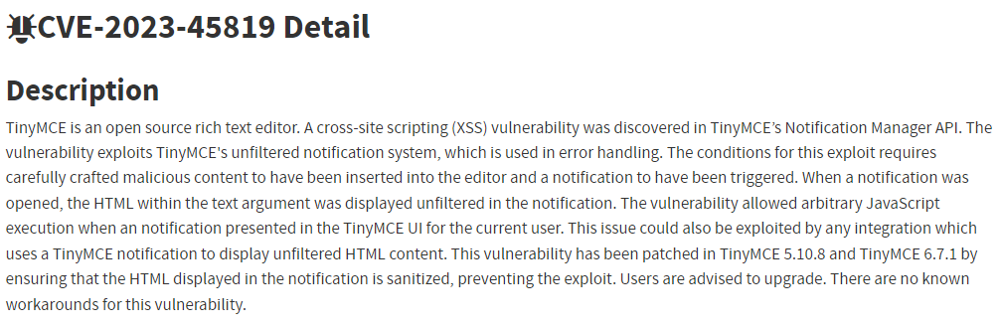 CVE-2023-45819 Detail
Description
TinyMCE is an open source rich text editor. A cross-site scripting (XSS) vulnerability was discovered in TinyMCE’s Notification Manager API. The
vulnerability exploits TinyMCE's unfiltered notification system, which is used in error handling. The conditions for this exploit requires
carefully crafted malicious content to have been inserted into the editor and a notification to have been triggered. When a notification was
opened, the HTML within the text argument was displayed unfiltered in the notification. The vulnerability allowed arbitrary JavaScript
execution when an notification presented in the TinyMCE UI for the current user. This issue could also be exploited by any integration which
uses a TinyMCE notification to display unfiltered HTML content. This vulnerability has been patched in TinyMCE 5.10.8 and TinyMCE 6.7.1 by
ensuring that the HTML displayed in the notification is sanitized, preventing the exploit. Users are advised to upgrade. There are no known
workarounds for this vulnerability.